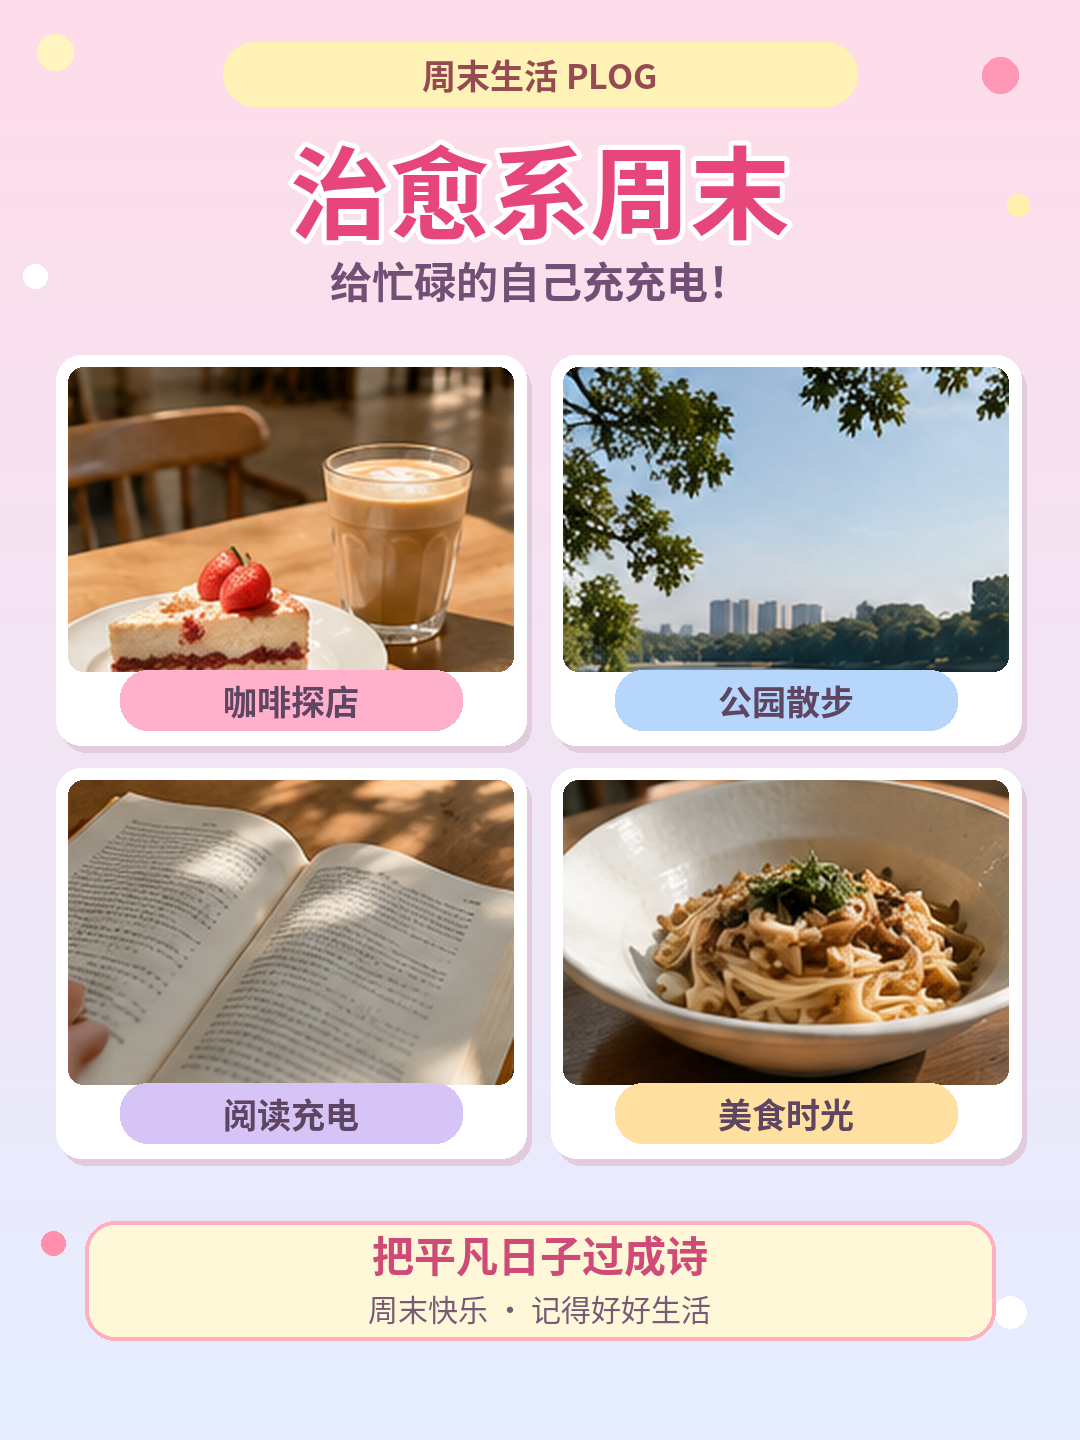 周末生活 PLOG
治愈系周末
给忙碌的自己充充电！
咖啡探店
公园散步
阅读充电
美食时光
把平凡日子过成诗
周末快乐 · 记得好好生活